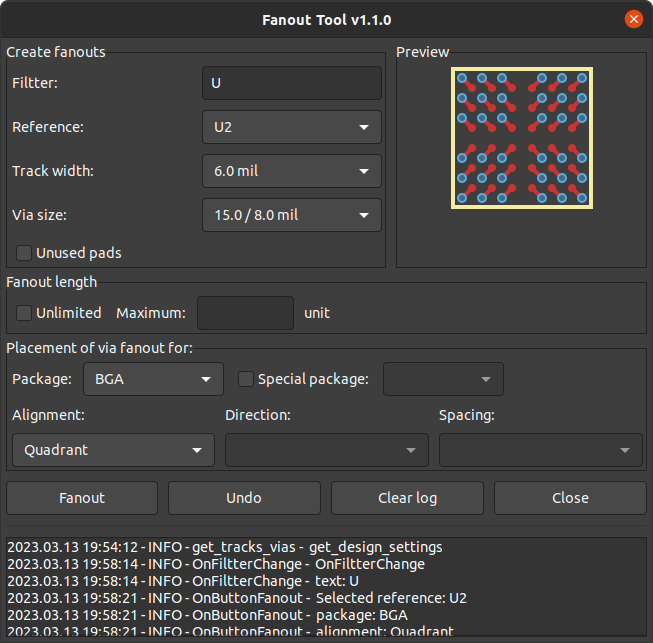 Fanout Tool v1.1.0
Create fanouts
Preview
Filtter:
U
Reference:
U2
Track width:
6.0 mil
Via size:
15.0 / 8.0 mil
Unused pads
Fanout length
Unlimited
Maximum:
unit
Placement of via fanout for:
Package:
BGA
Special package:
Alignment:
Direction:
Spacing:
Quadrant
Fanout
Undo
Clear log
Close
2023.03.13 19:54:12 - INFO - get_tracks_vias - get_design_settings
2023.03.13 19:58:14 - INFO - OnFiltterChange - OnFiltterChange
2023.03.13 19:58:14 - INFO - OnFiltterChange - text: U
2023.03.13 19:58:21 - INFO - OnButtonFanout - Selected reference: U2
2023.03.13 19:58:21 - INFO - OnButtonFanout - package: BGA
2023.03.13 19:58:21 - INFO - OnButtonFanout - alignment: Quadrant